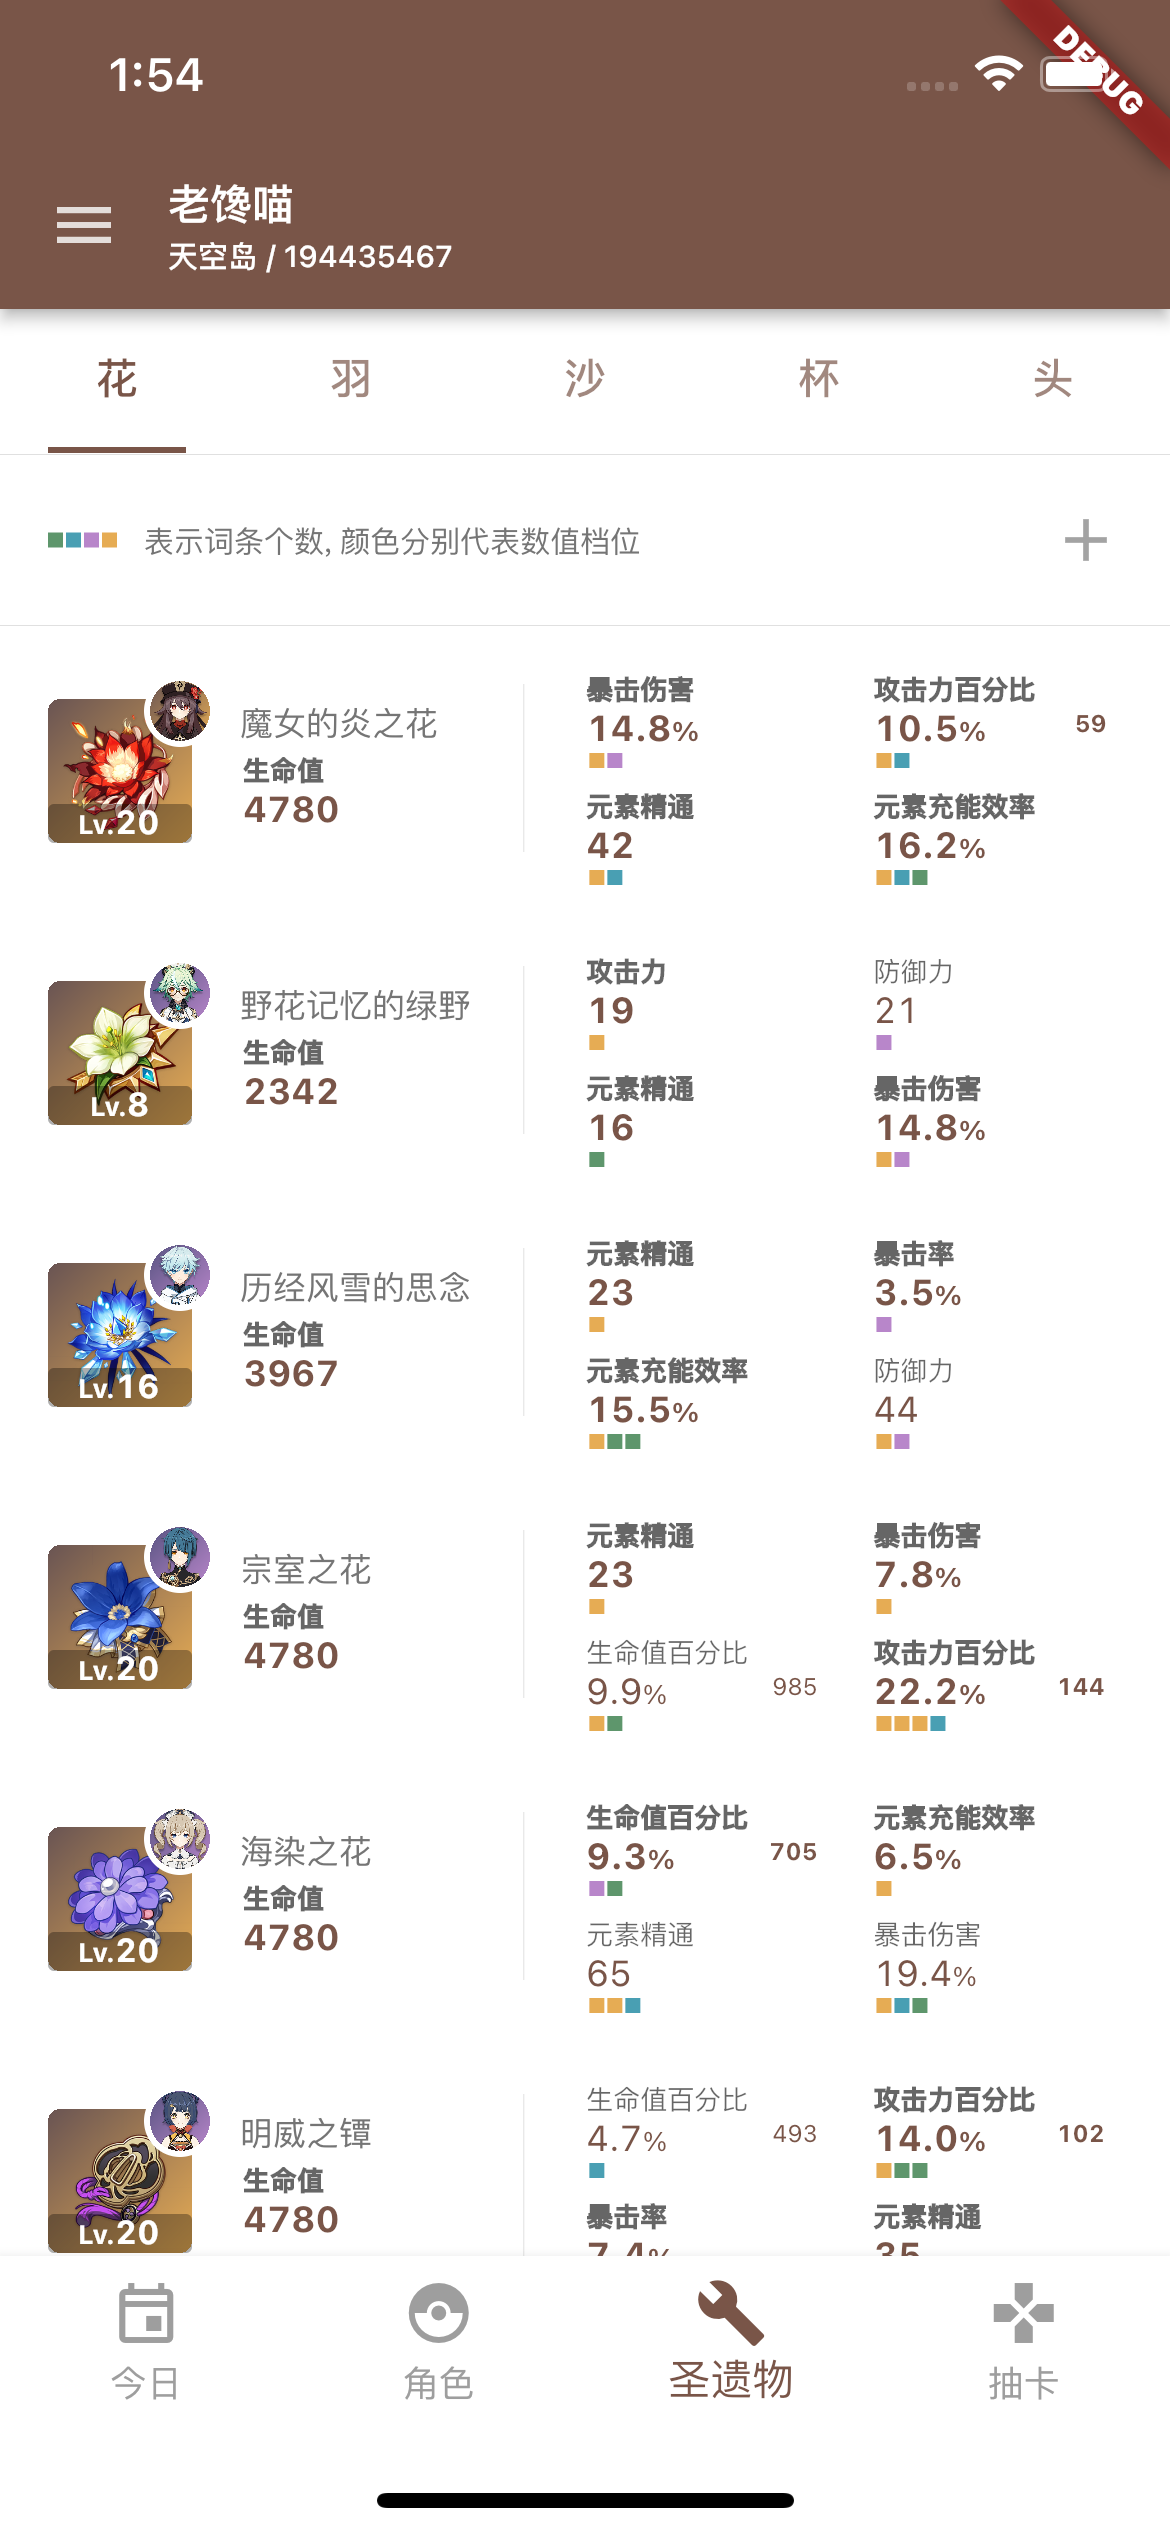 1:54
DEBUG
老馋喵
天空岛 / 194435467
花 羽 沙 杯 头
表示词条个数, 颜色分别代表数值档位
魔女的炎之花
生命值
4780
Lv.20
暴击伤害
14.8%
攻击力百分比
10.5% 59
元素精通
42
元素充能效率
16.2%
野花记忆的绿野
生命值
2342
Lv.8
攻击力
19
防御力
21
元素精通
16
暴击伤害
14.8%
历经风雪的思念
生命值
3967
Lv.16
元素精通
23
暴击率
3.5%
元素充能效率
15.5%
防御力
44
宗室之花
生命值
4780
Lv.20
元素精通
23
暴击伤害
7.8%
生命值百分比
9.9% 985
攻击力百分比
22.2% 144
海染之花
生命值
4780
Lv.20
生命值百分比
9.3% 705
元素充能效率
6.5%
元素精通
65
暴击伤害
19.4%
明威之镡
生命值
4780
Lv.20
生命值百分比
4.7% 493
攻击力百分比
14.0% 102
暴击率
7.4%
元素精通
35
今日 角色 圣遗物 抽卡